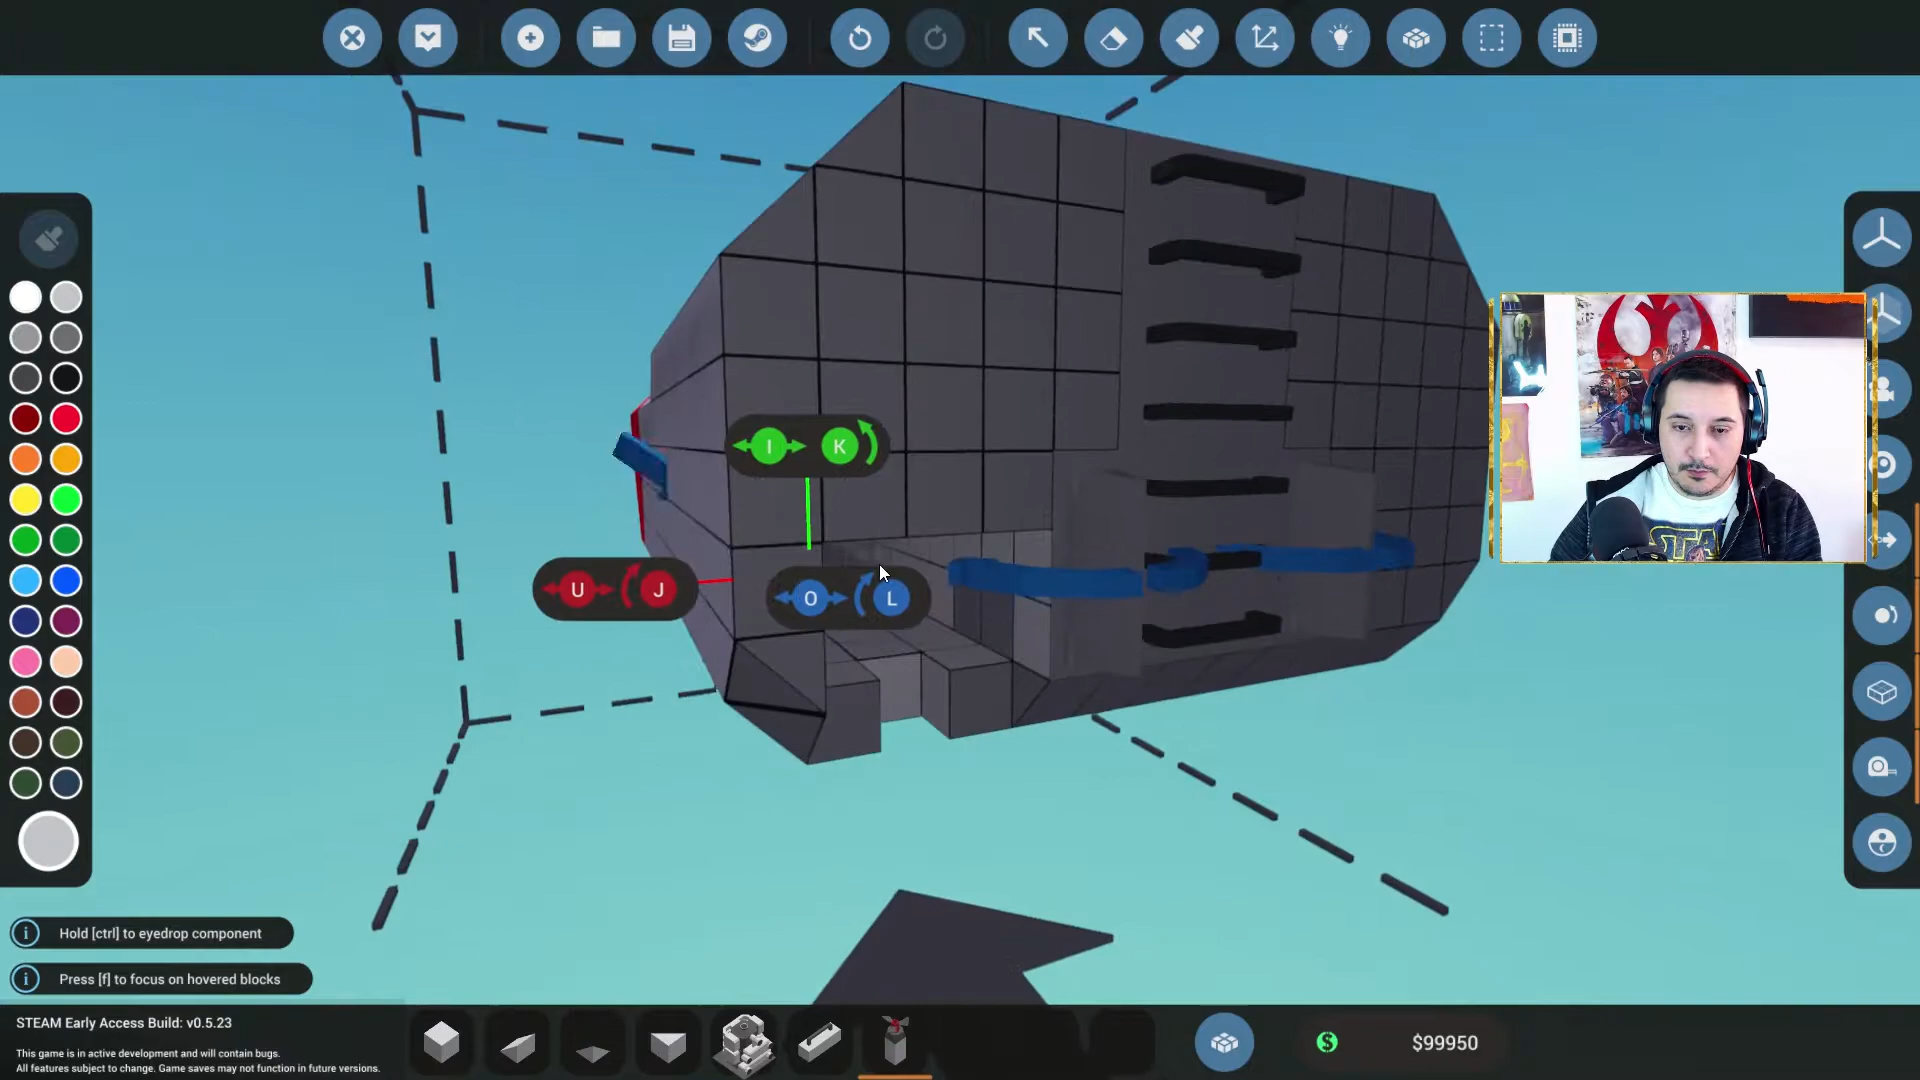 I K
U J
O L
Hold [ctrl] to eyedrop component
Press [f] to focus on hovered blocks
STEAM Early Access Build: v0.5.23
This game is in active development and will contain bugs.
All features subject to change. Game saves may not function in future versions.
$ $99950